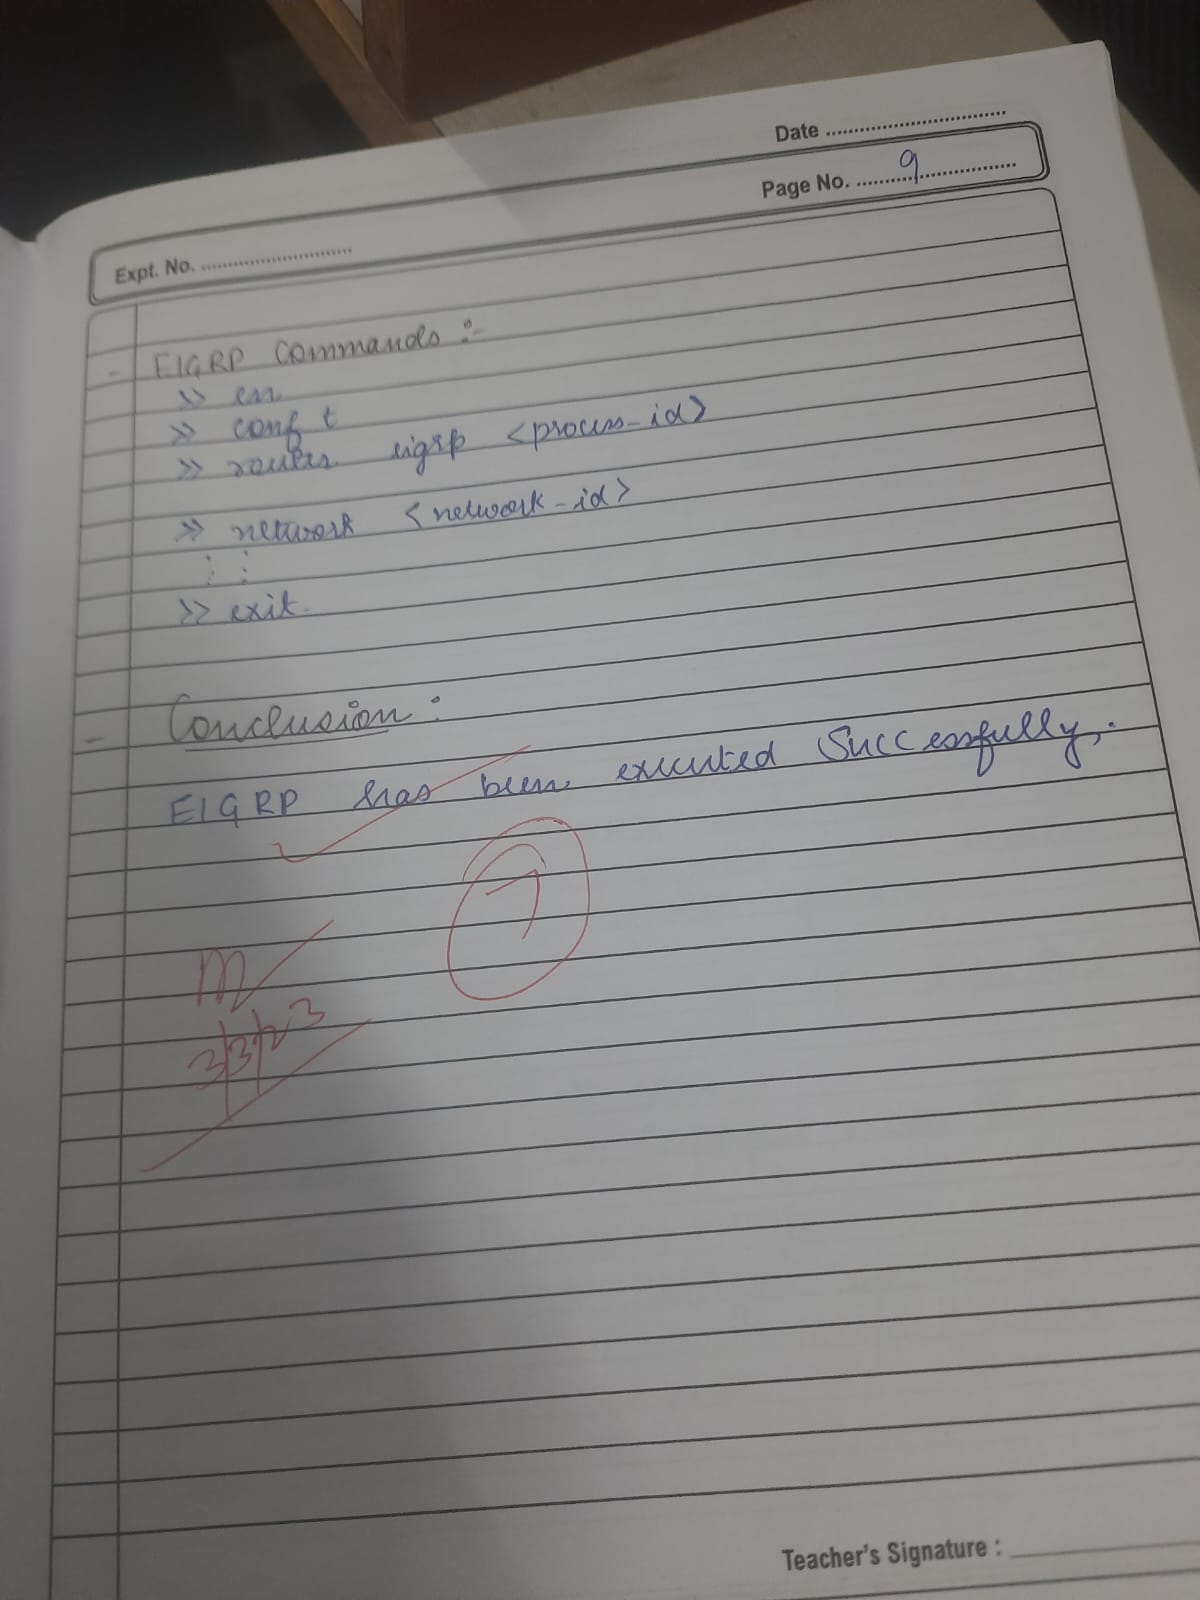 Date ..............................
Page No. ........9................
Expt. No. ..........................
- EIGRP Commands :-
>> en
>> conf t
>> router eigrp <process-id>
>> network <network-id>
: :
>> exit.
- Conclusion :
EIGRP has been executed Successfully.
7
3/3/23
Teacher's Signature :